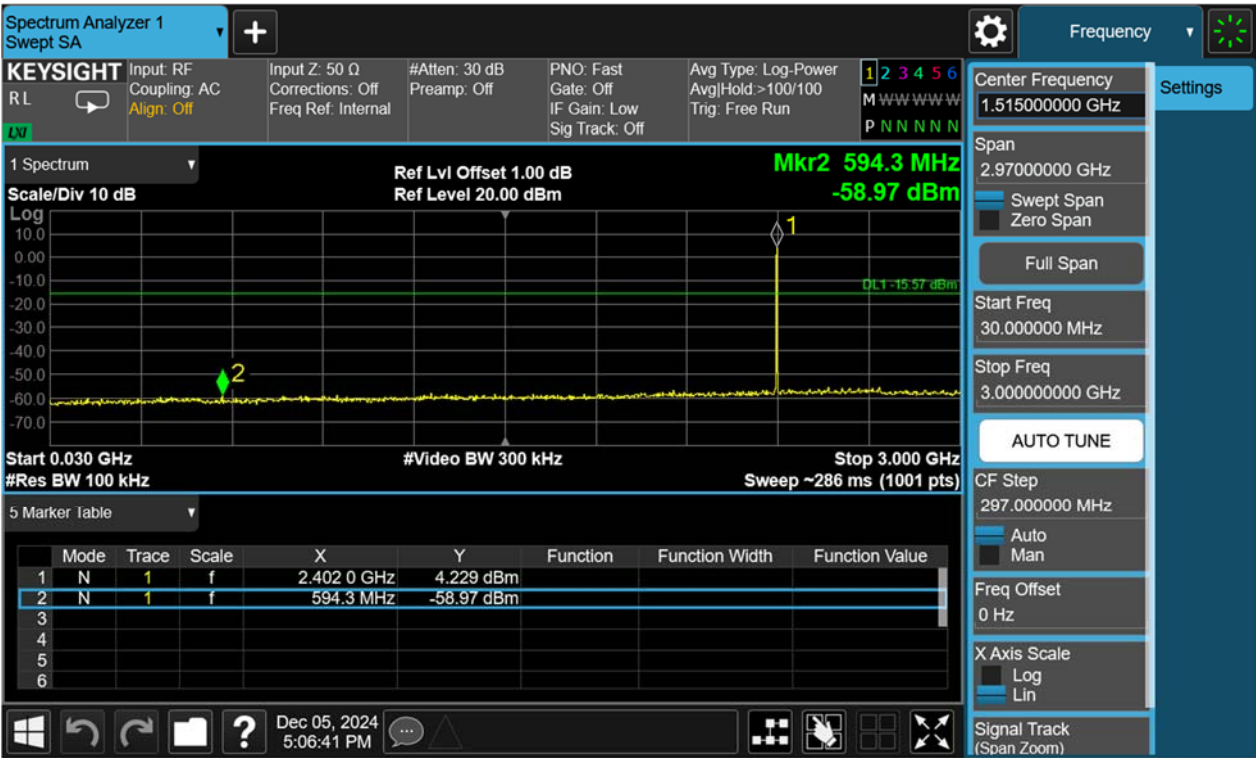 Spectrum Analyzer 1
Swept SA
Frequency
KEYSIGHT
R L
LXI
Input: RF
Coupling: AC
Align: Off
Input Z: 50 Ω
Corrections: Off
Freq Ref: Internal
#Atten: 30 dB
Preamp: Off
PNO: Fast
Gate: Off
IF Gain: Low
Sig Track: Off
Avg Type: Log-Power
Avg|Hold:>100/100
Trig: Free Run
1 2 3 4 5 6
M W W W W W
P N N N N N
1 Spectrum
Scale/Div 10 dB
Ref Lvl Offset 1.00 dB
Ref Level 20.00 dBm
Mkr2 594.3 MHz
-58.97 dBm
Log
10.0
0.00
-10.0
-20.0
-30.0
-40.0
-50.0
-60.0
-70.0
1
DL1 -15.57 dBm
2
Start 0.030 GHz
#Video BW 300 kHz
Stop 3.000 GHz
#Res BW 100 kHz
Sweep ~286 ms (1001 pts)
5 Marker Table
Mode Trace Scale X Y Function Function Width Function Value
1 N 1 f 2.402 0 GHz 4.229 dBm
2 N 1 f 594.3 MHz -58.97 dBm
3
4
5
6
?
Dec 05, 2024
5:06:41 PM
Center Frequency
1.515000000 GHz
Settings
Span
2.97000000 GHz
Swept Span
Zero Span
Full Span
Start Freq
30.000000 MHz
Stop Freq
3.000000000 GHz
AUTO TUNE
CF Step
297.000000 MHz
Auto
Man
Freq Offset
0 Hz
X Axis Scale
Log
Lin
Signal Track
(Span Zoom)